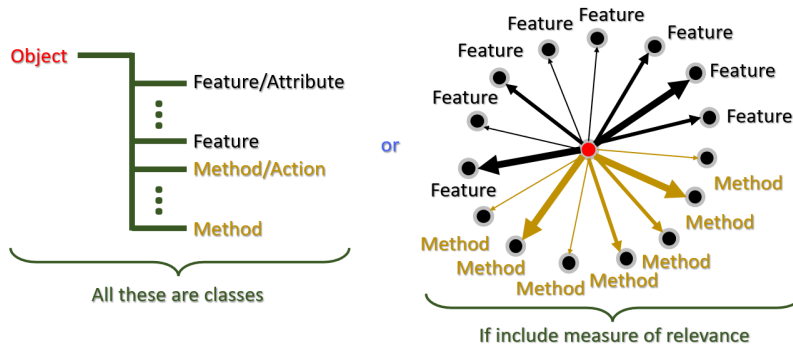 Object
Feature/Attribute
Feature
Method/Action
Method
All these are classes
or
Feature
Feature
Feature
Feature
Feature
Feature
Feature
Feature
Method
Method
Method
Method
Method
Method
Method
If include measure of relevance